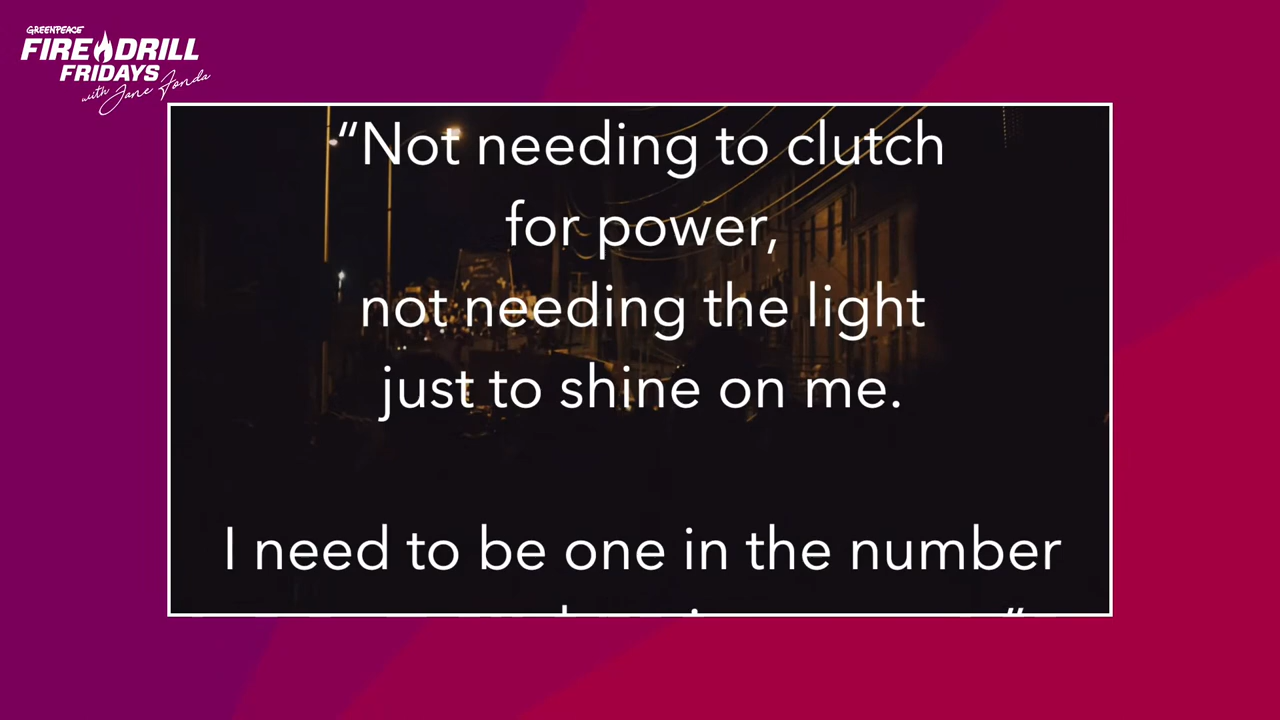 GREENPEACE
FIRE DRILL
FRIDAYS
with Jane Fonda
“Not needing to clutch
for power,
not needing the light
just to shine on me.
I need to be one in the number